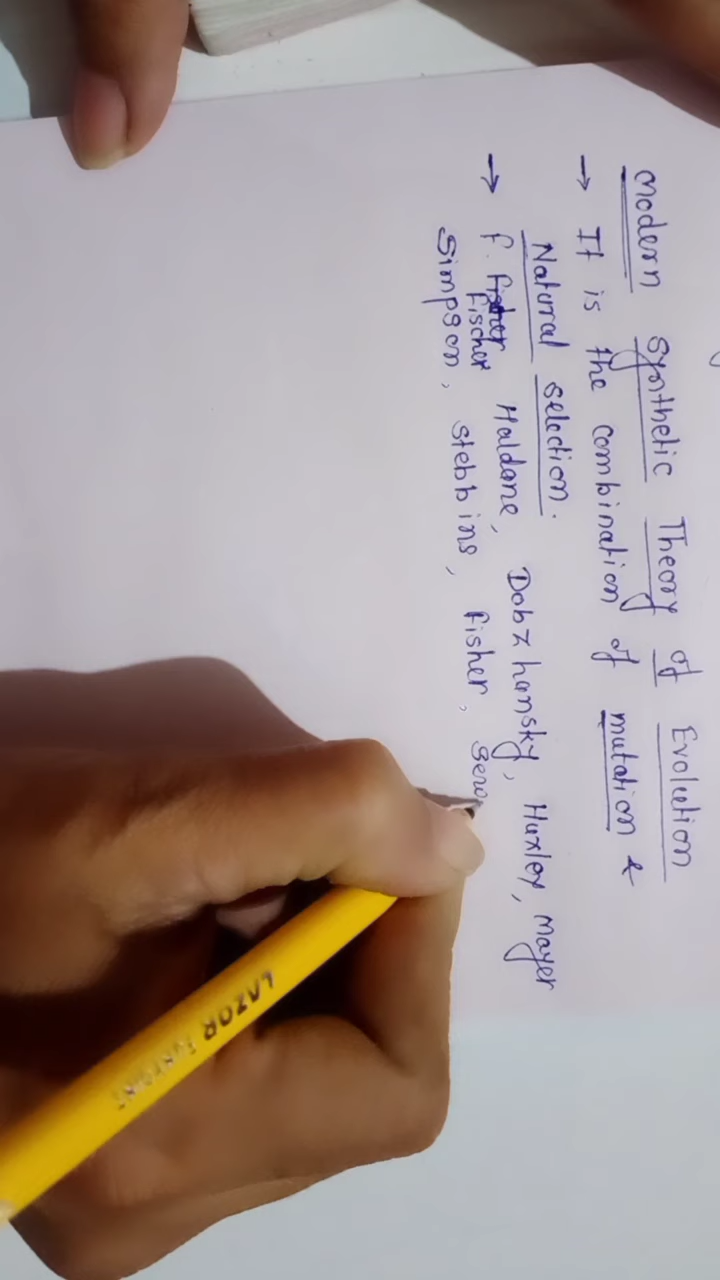 Modern Synthetic Theory of Evolution
→ It is the combination of mutation &
Natural selection.
→ F. Fischer Haldane, Dobzhansky, Huxley, Mayer
Simpson, Stebbins, Fisher, Sew
LAZOR